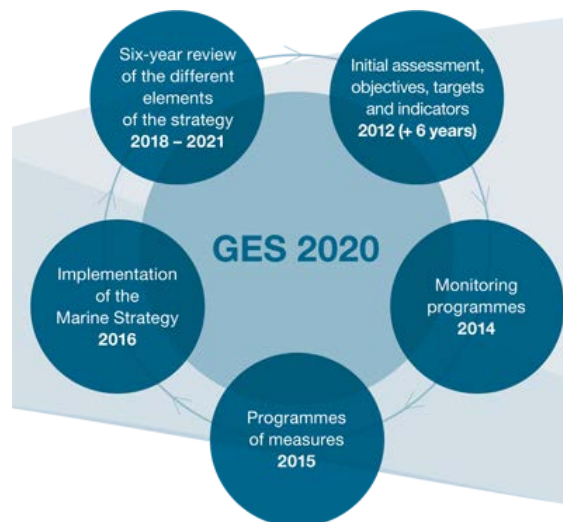 Six-year review
of the different
elements
of the strategy
2018 – 2021
Initial assessment,
objectives, targets
and indicators
2012 (+ 6 years)
GES 2020
Implementation
of the
Marine Strategy
2016
Monitoring
programmes
2014
Programmes
of measures
2015